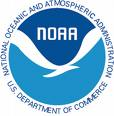 NATIONAL OCEANIC AND ATMOSPHERIC ADMINISTRATION
NOAA
U.S. DEPARTMENT OF COMMERCE